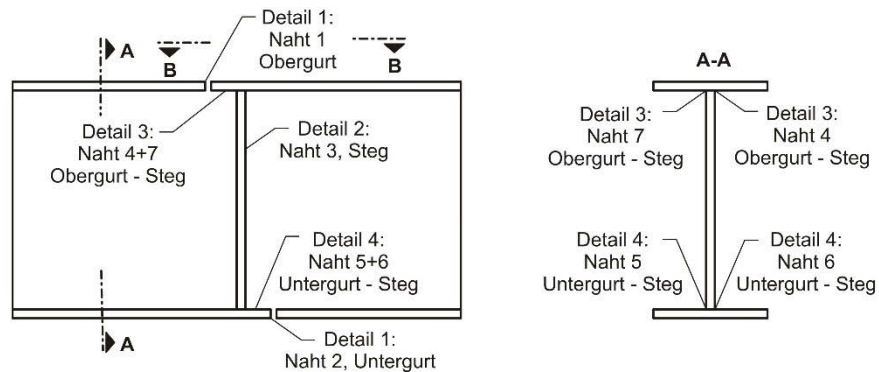 Detail 1:
Naht 1
Obergurt
A
B
B
Detail 3:
Naht 4+7
Obergurt - Steg
Detail 2:
Naht 3, Steg
Detail 4:
Naht 5+6
Untergurt - Steg
A
Detail 1:
Naht 2, Untergurt
A-A
Detail 3:
Naht 7
Obergurt - Steg
Detail 3:
Naht 4
Obergurt - Steg
Detail 4:
Naht 5
Untergurt - Steg
Detail 4:
Naht 6
Untergurt - Steg